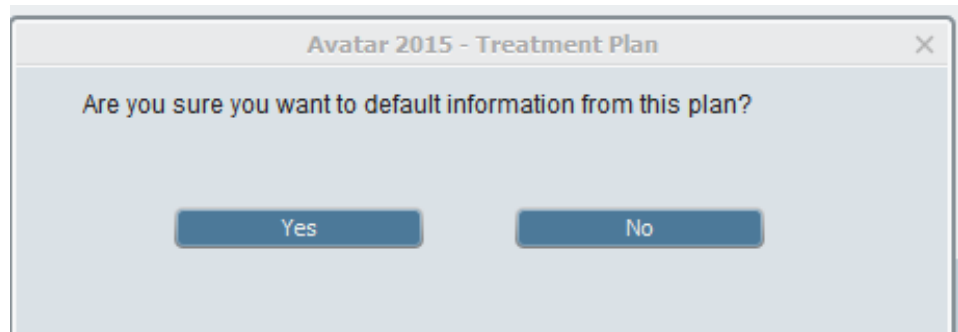 Avatar 2015 - Treatment Plan
Are you sure you want to default information from this plan?
Yes No